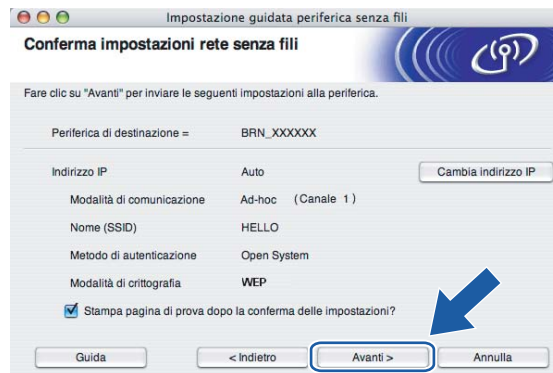 Impostazione guidata periferica senza fili
Conferma impostazioni rete senza fili
Fare clic su "Avanti" per inviare le seguenti impostazioni alla periferica.
Periferica di destinazione = BRN_XXXXXX
Indirizzo IP Auto Cambia indirizzo IP
Modalità di comunicazione Ad-hoc (Canale 1)
Nome (SSID) HELLO
Metodo di autenticazione Open System
Modalità di crittografia WEP
Stampa pagina di prova dopo la conferma delle impostazioni?
Guida < Indietro Avanti > Annulla